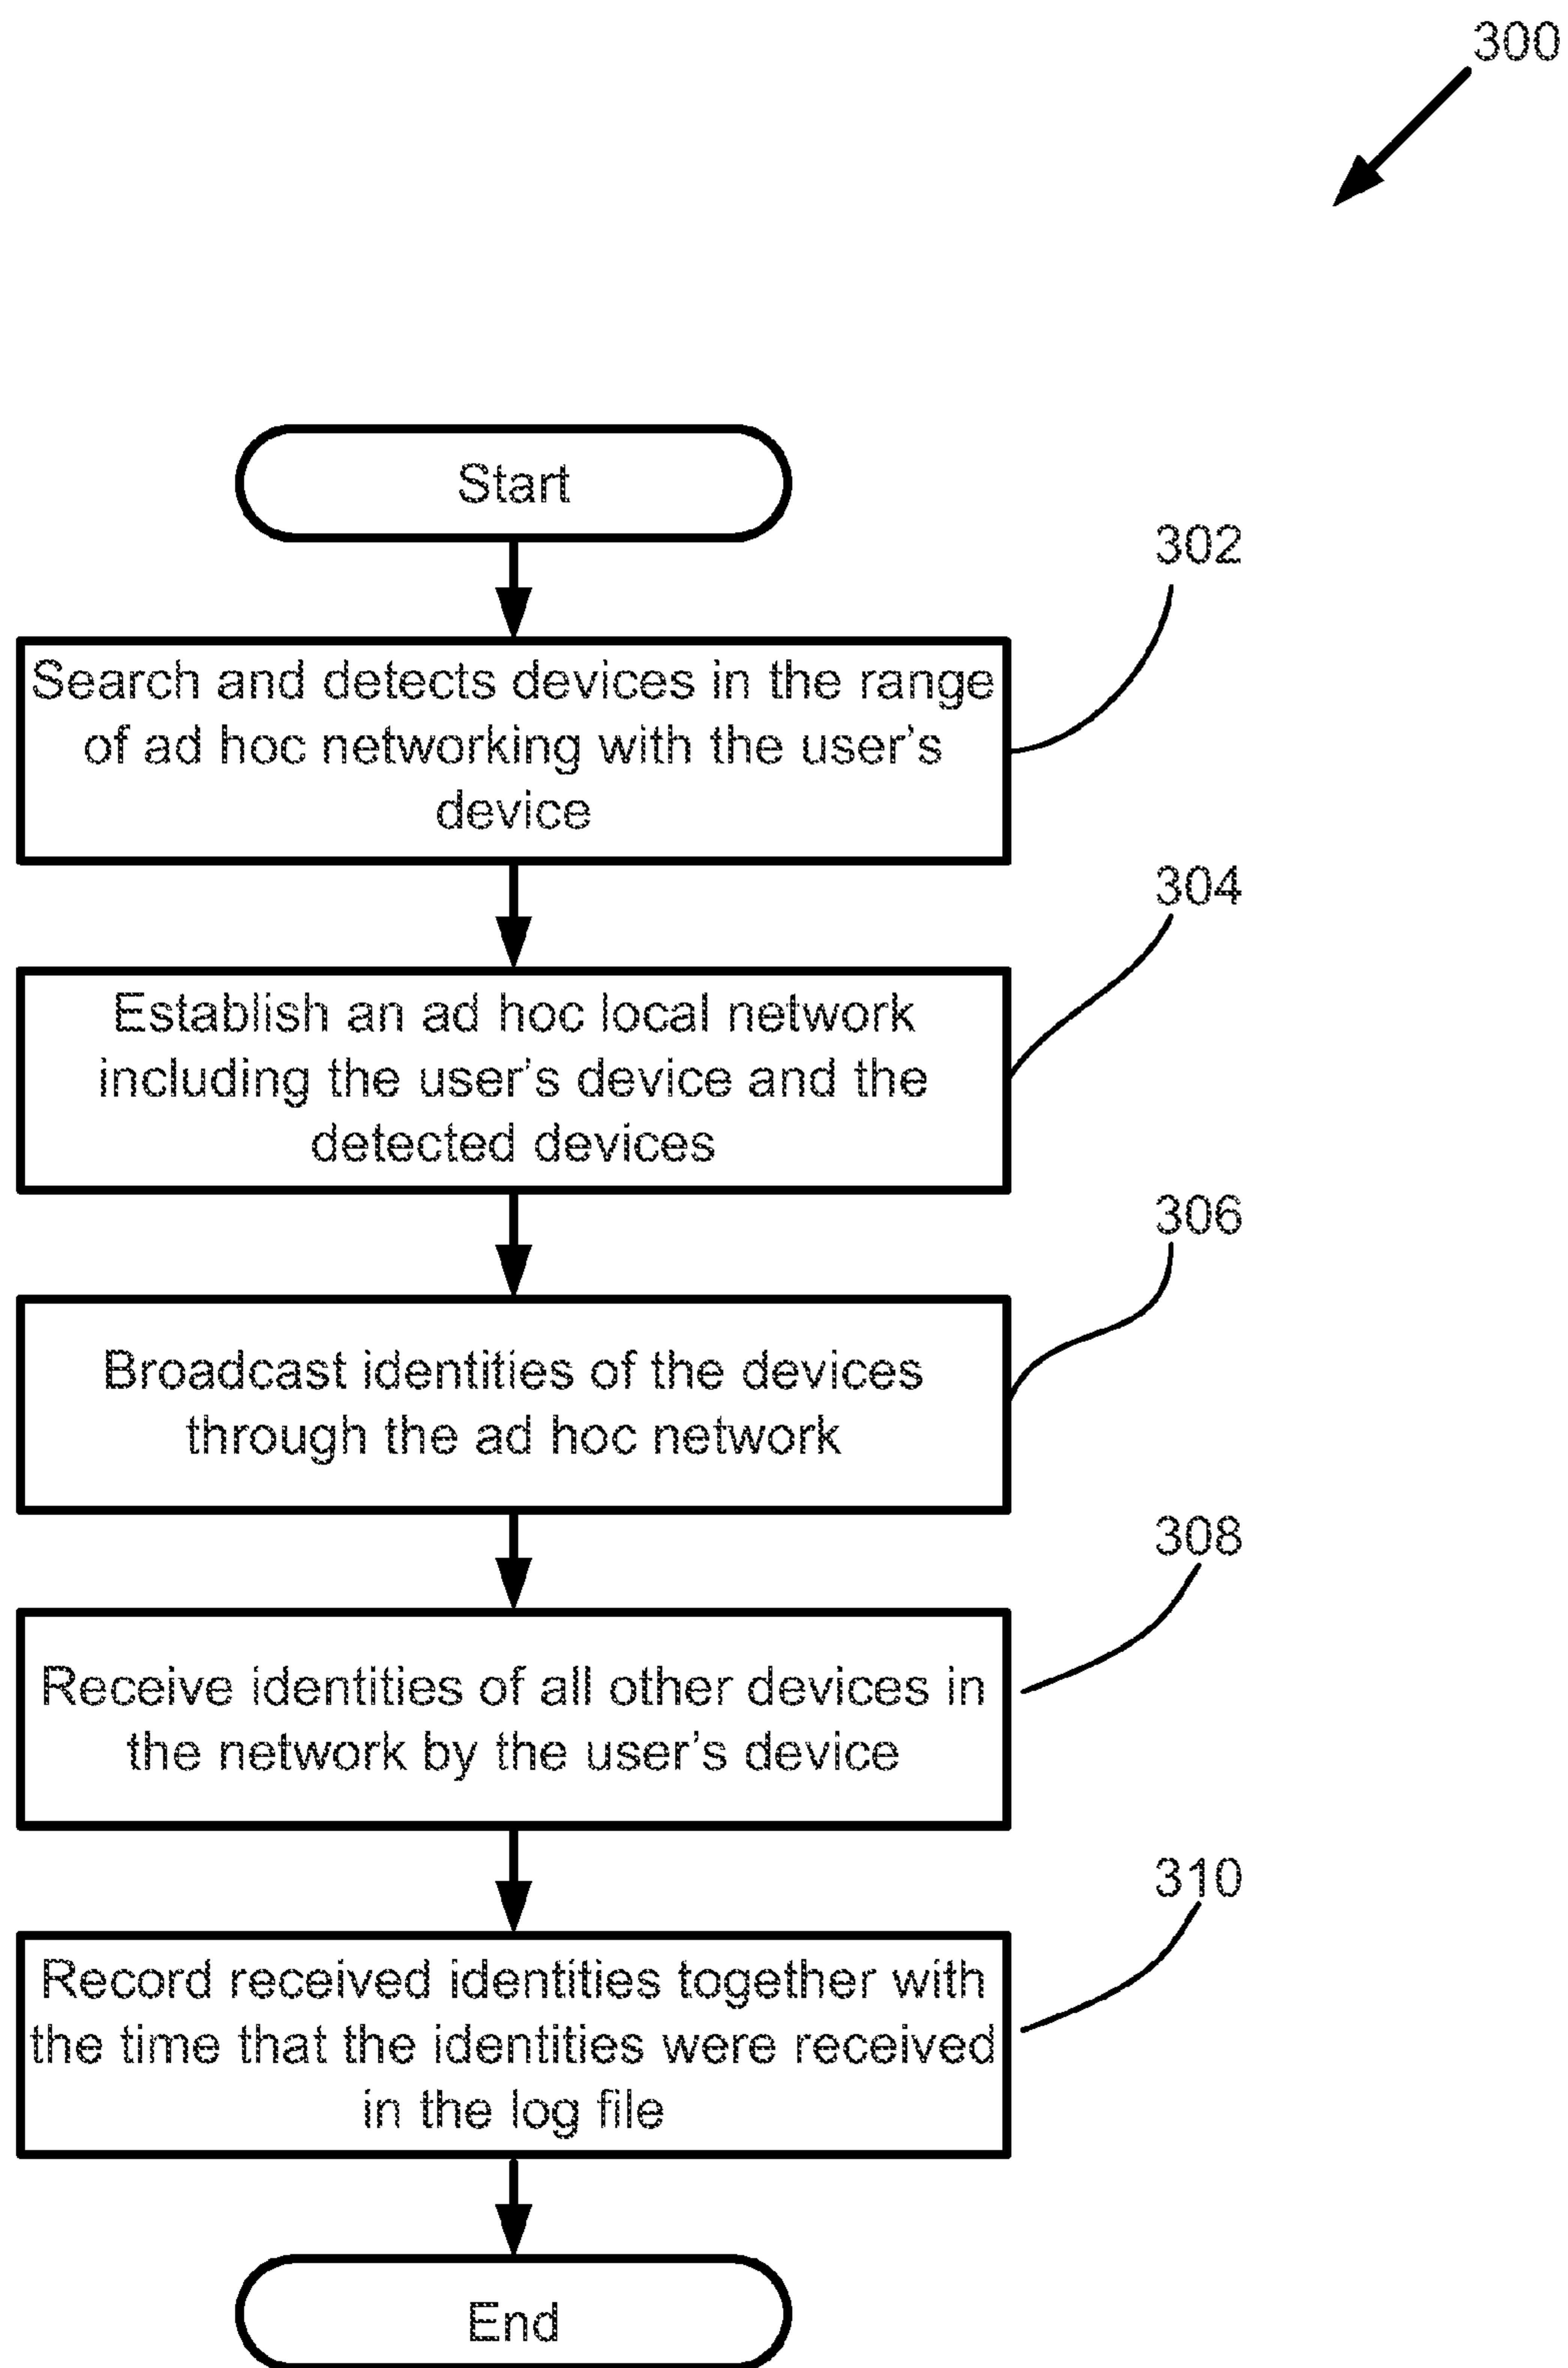 300
Start
302
Search and detects devices in the range
of ad hoc networking with the user’s
device
304
Establish an ad hoc local network
including the user’s device and the
detected devices
306
Broadcast identities of the devices
through the ad hoc network
308
Receive identities of all other devices in
the network by the user’s device
310
Record received identities together with
the time that the identities were received
in the log file
End